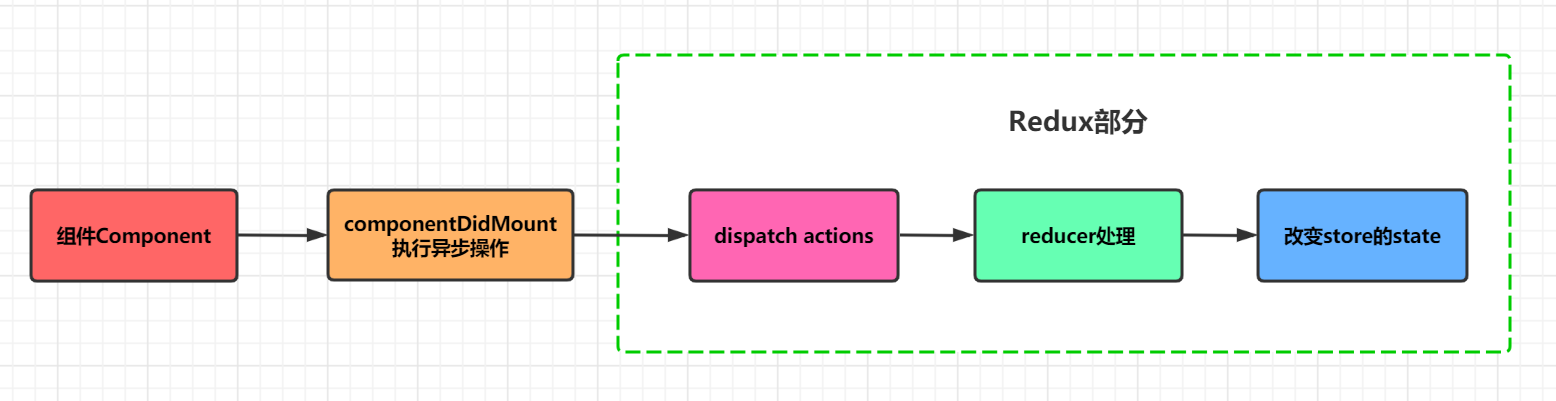 Redux部分
组件Component
componentDidMount
执行异步操作
dispatch actions
reducer处理
改变store的state